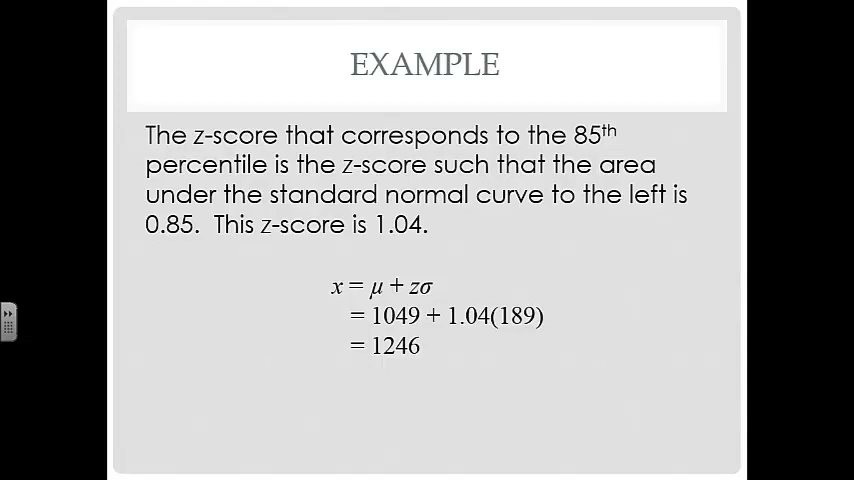 EXAMPLE
The z-score that corresponds to the 85th
percentile is the z-score such that the area
under the standard normal curve to the left is
0.85. This z-score is 1.04.
x = μ + zσ
= 1049 + 1.04(189)
= 1246